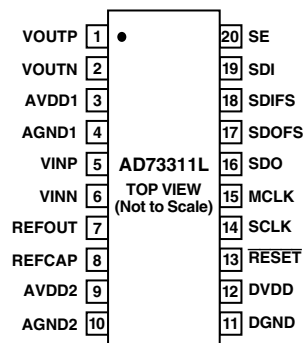 VOUTP 1 20 SE
VOUTN 2 19 SDI
AVDD1 3 18 SDIFS
AGND1 4 17 SDOFS
VINP 5 AD73311L 16 SDO
VINN 6 TOP VIEW 15 MCLK
(Not to Scale)
REFOUT 7 14 SCLK
REFCAP 8 13 RESET
AVDD2 9 12 DVDD
AGND2 10 11 DGND